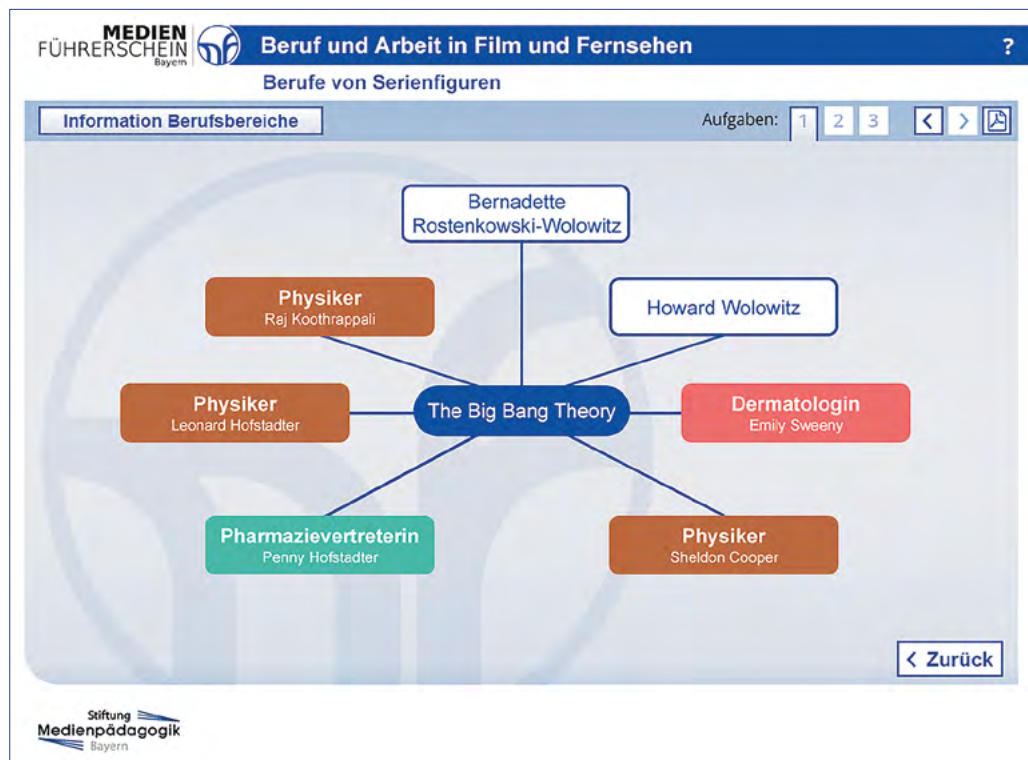 MEDIEN
FÜHRERSCHEIN
Bayern
Beruf und Arbeit in Film und Fernsehen
?
Berufe von Serienfiguren
Information Berufsbereiche
Aufgaben: 1 2 3
Bernadette
Rostenkowski-Wolowitz
Physiker
Raj Koothrappali
Howard Wolowitz
Physiker
Leonard Hofstadter
The Big Bang Theory
Dermatologin
Emily Sweeny
Pharmazievertreterin
Penny Hofstadter
Physiker
Sheldon Cooper
< Zurück
Stiftung
Medienpädagogik
Bayern